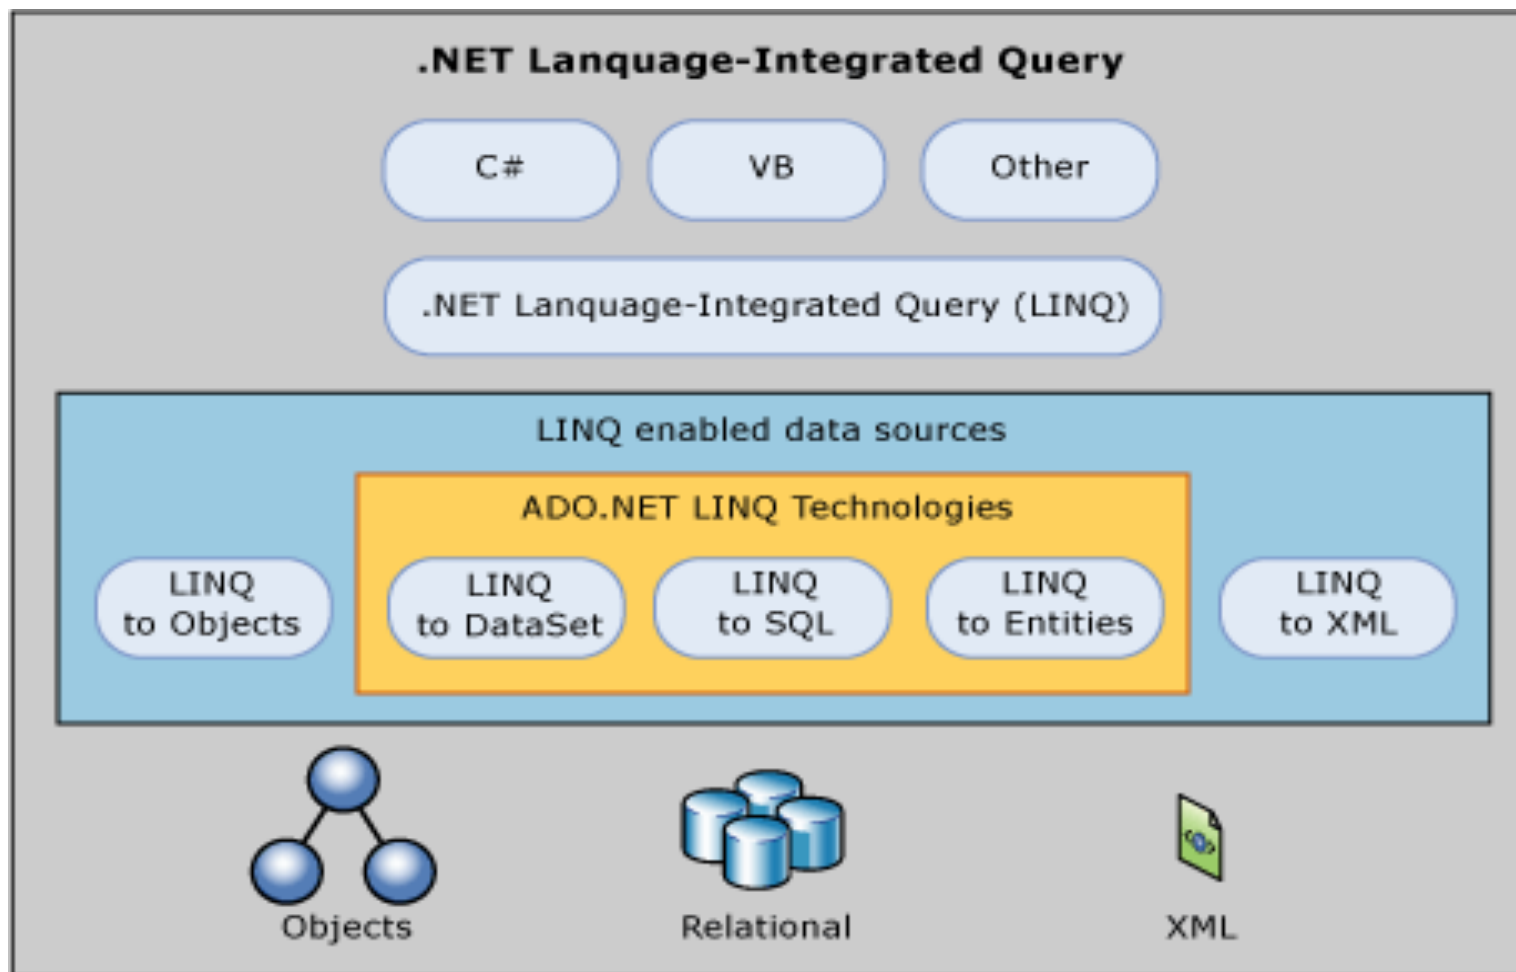 .NET Lanquage-Integrated Query
C# VB Other
.NET Lanquage-Integrated Query (LINQ)
LINQ enabled data sources
ADO.NET LINQ Technologies
LINQ
to Objects
LINQ
to DataSet
LINQ
to SQL
LINQ
to Entities
LINQ
to XML
Objects Relational XML